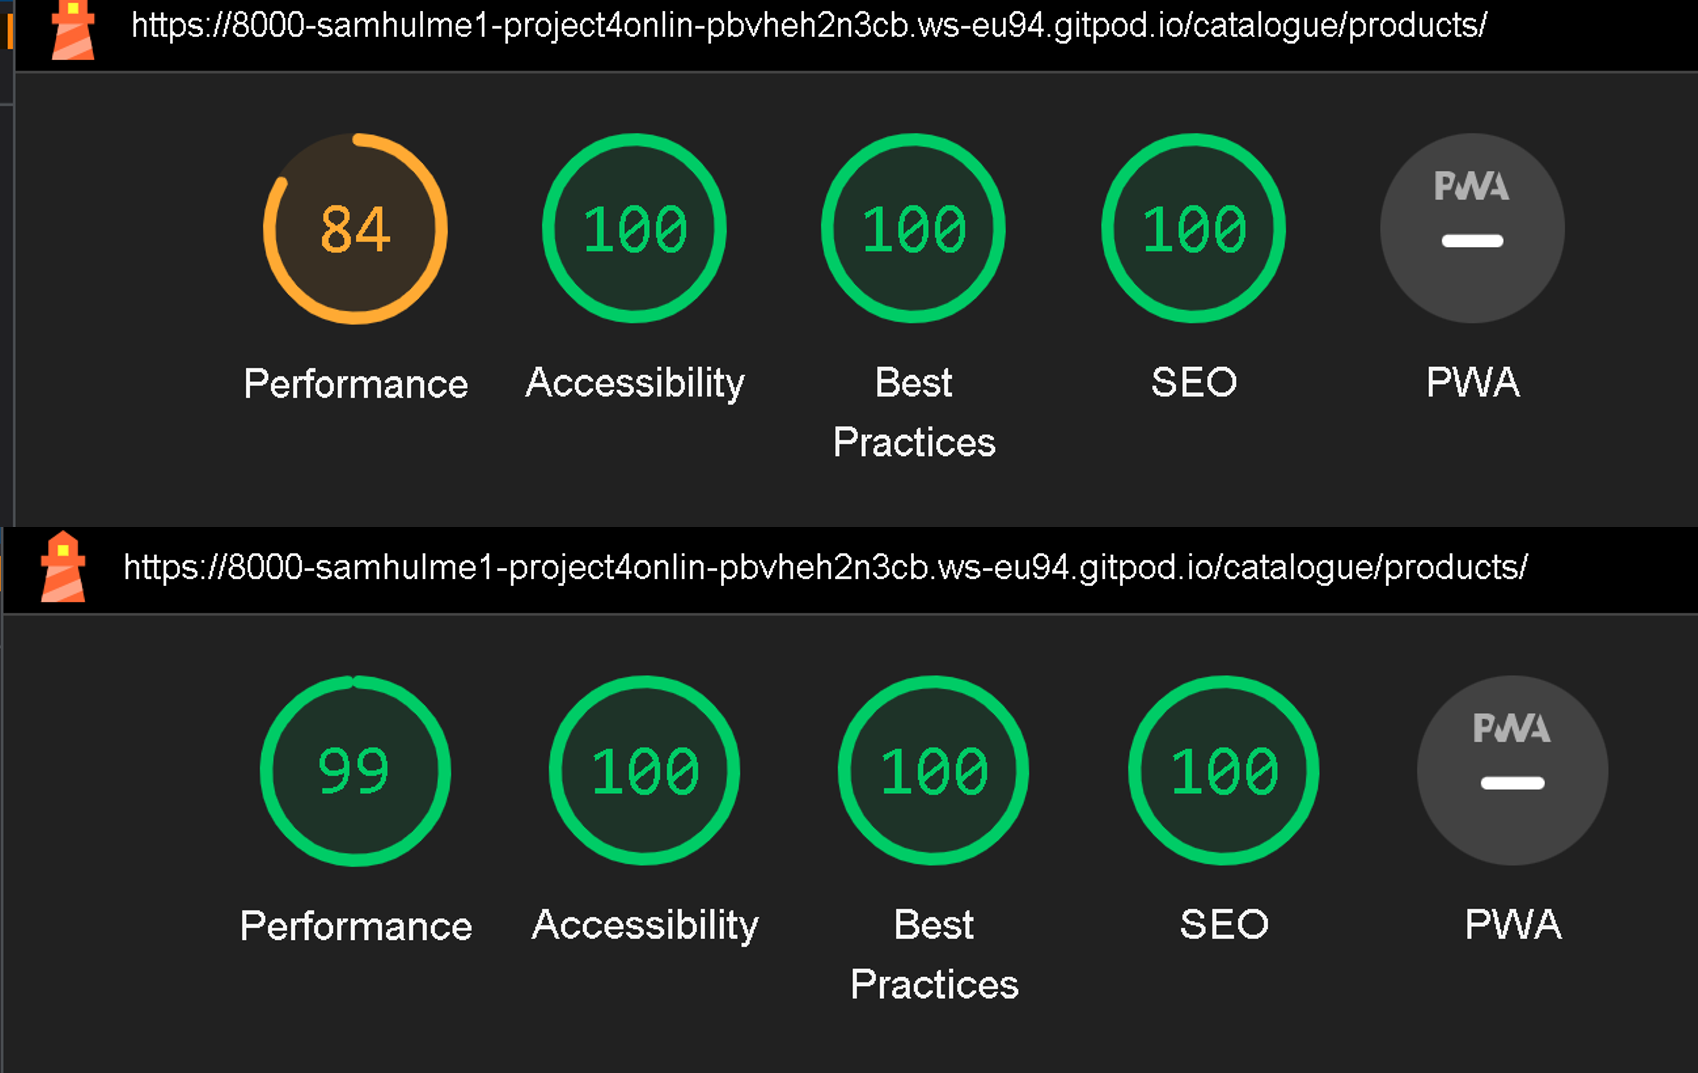 https://8000-samhulme1-project4onlin-pbvheh2n3cb.ws-eu94.gitpod.io/catalogue/products/
84 100 100 100 PWA
Performance Accessibility Best Practices SEO PWA
https://8000-samhulme1-project4onlin-pbvheh2n3cb.ws-eu94.gitpod.io/catalogue/products/
99 100 100 100 PWA
Performance Accessibility Best Practices SEO PWA